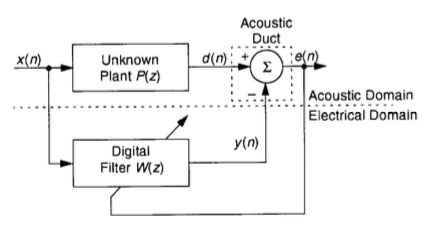 Acoustic
Duct
x(n)
Unknown
Plant P(z)
d(n)
+
Σ
e(n)
−
Acoustic Domain
Electrical Domain
Digital
Filter W(z)
y(n)